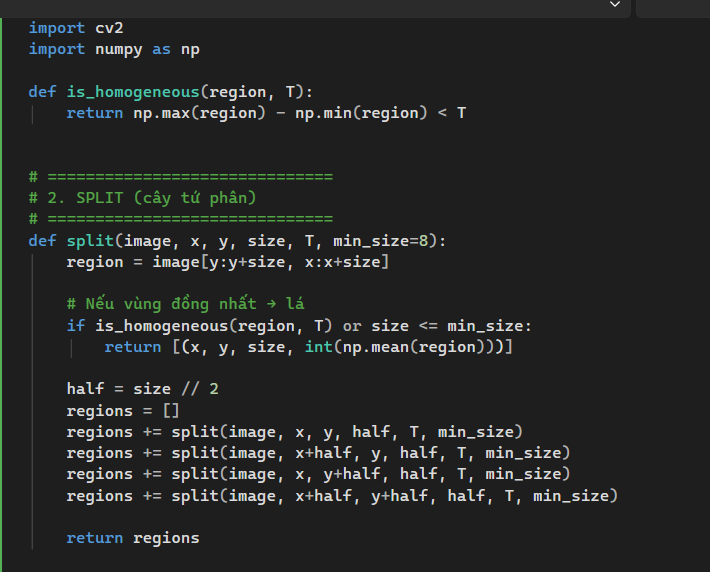 import cv2
import numpy as np
def is_homogeneous(region, T):
    return np.max(region) - np.min(region) < T
# ==============================
# 2. SPLIT (cây tứ phân)
# ==============================
def split(image, x, y, size, T, min_size=8):
    region = image[y:y+size, x:x+size]
    # Nếu vùng đồng nhất → lá
    if is_homogeneous(region, T) or size <= min_size:
        return [(x, y, size, int(np.mean(region)))]
    half = size // 2
    regions = []
    regions += split(image, x, y, half, T, min_size)
    regions += split(image, x+half, y, half, T, min_size)
    regions += split(image, x, y+half, half, T, min_size)
    regions += split(image, x+half, y+half, half, T, min_size)
    return regions